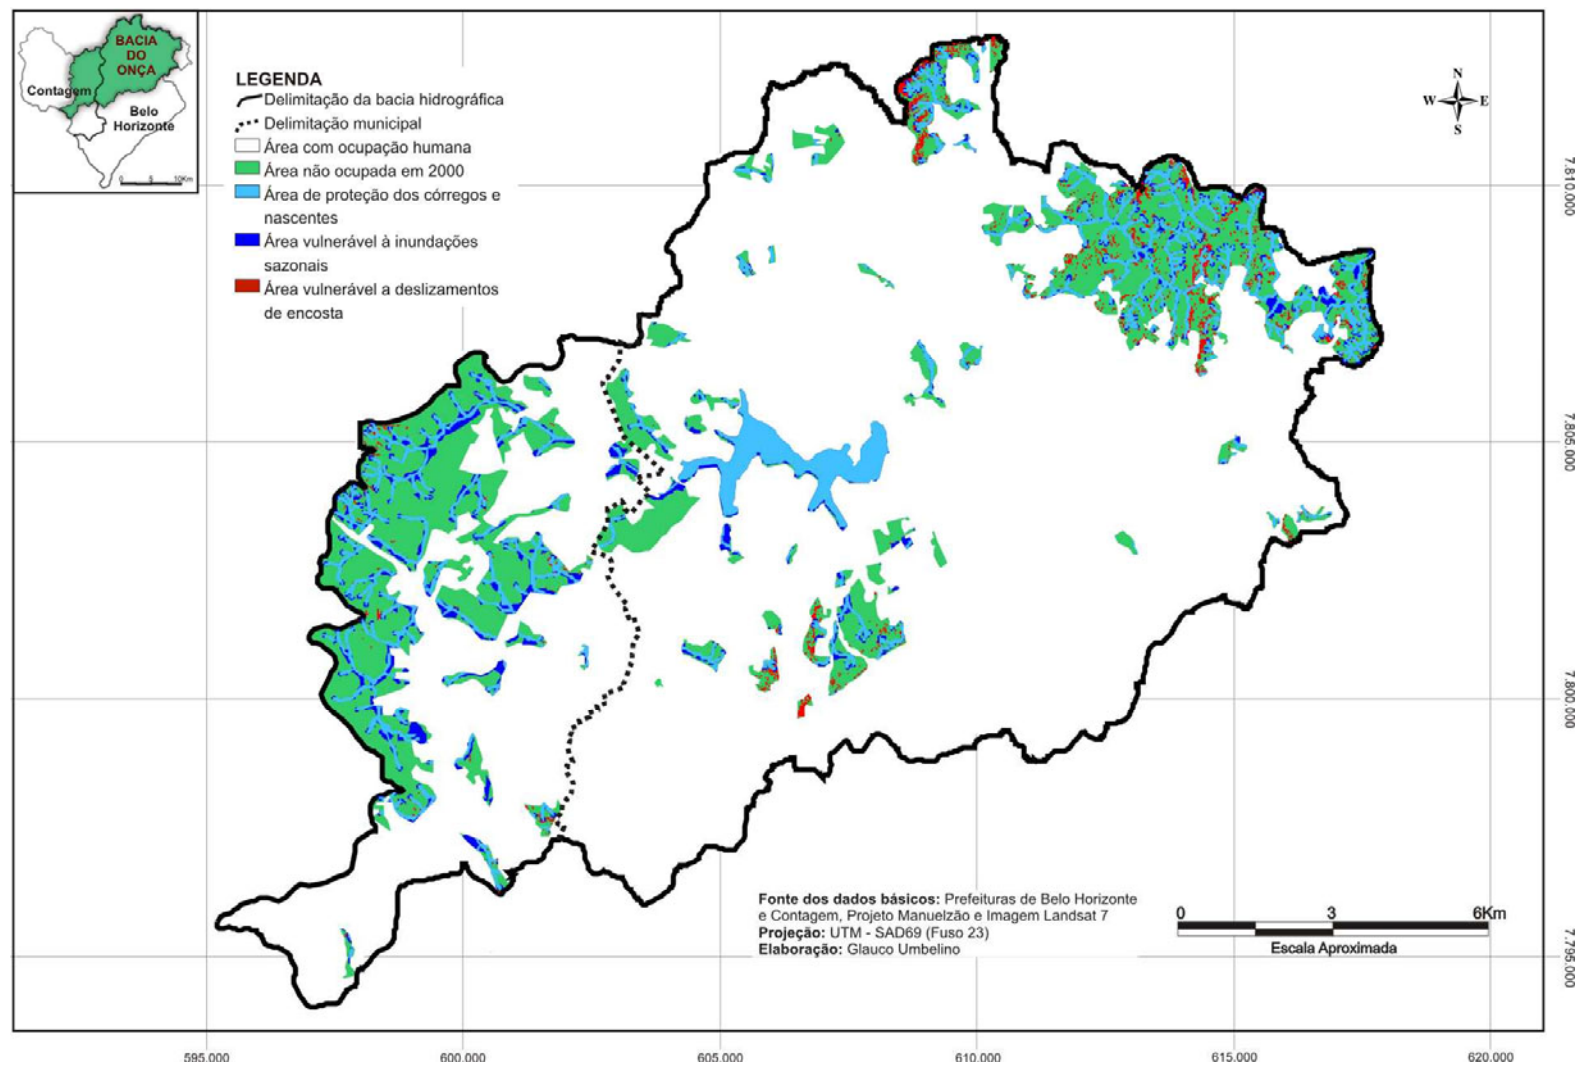 BACIA
DO
ONÇA
Contagem
Belo
Horizonte
0 5 10Km
LEGENDA
Delimitação da bacia hidrográfica
Delimitação municipal
Área com ocupação humana
Área não ocupada em 2000
Área de proteção dos córregos e
nascentes
Área vulnerável à inundações
sazonais
Área vulnerável a deslizamentos
de encosta
N
W E
S
7.810.000
7.805.000
7.800.000
7.795.000
Fonte dos dados básicos: Prefeituras de Belo Horizonte
e Contagem, Projeto Manuelzão e Imagem Landsat 7
Projeção: UTM - SAD69 (Fuso 23)
Elaboração: Glauco Umbelino
0 3 6Km
Escala Aproximada
595.000 600.000 605.000 610.000 615.000 620.000